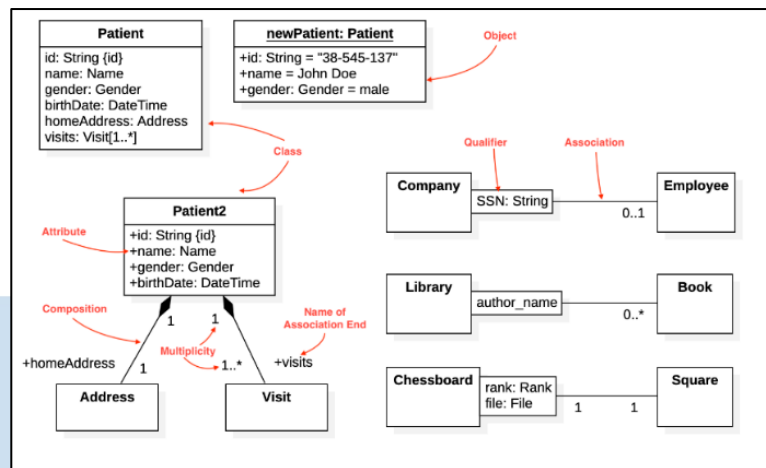 Patient
id: String {id}
name: Name
gender: Gender
birthDate: DateTime
homeAddress: Address
visits: Visit[1..*]
newPatient: Patient
+id: String = "38-545-137"
+name = John Doe
+gender: Gender = male
Object
Class
Patient2
+id: String {id}
+name: Name
+gender: Gender
+birthDate: DateTime
Attribute
Composition
1
1
Name of
Association End
Multiplicity
+homeAddress
1
1..*
+visits
Address
Visit
Qualifier
Association
Company
SSN: String
0..1
Employee
Library
author_name
0..*
Book
Chessboard
rank: Rank
file: File
1
1
Square